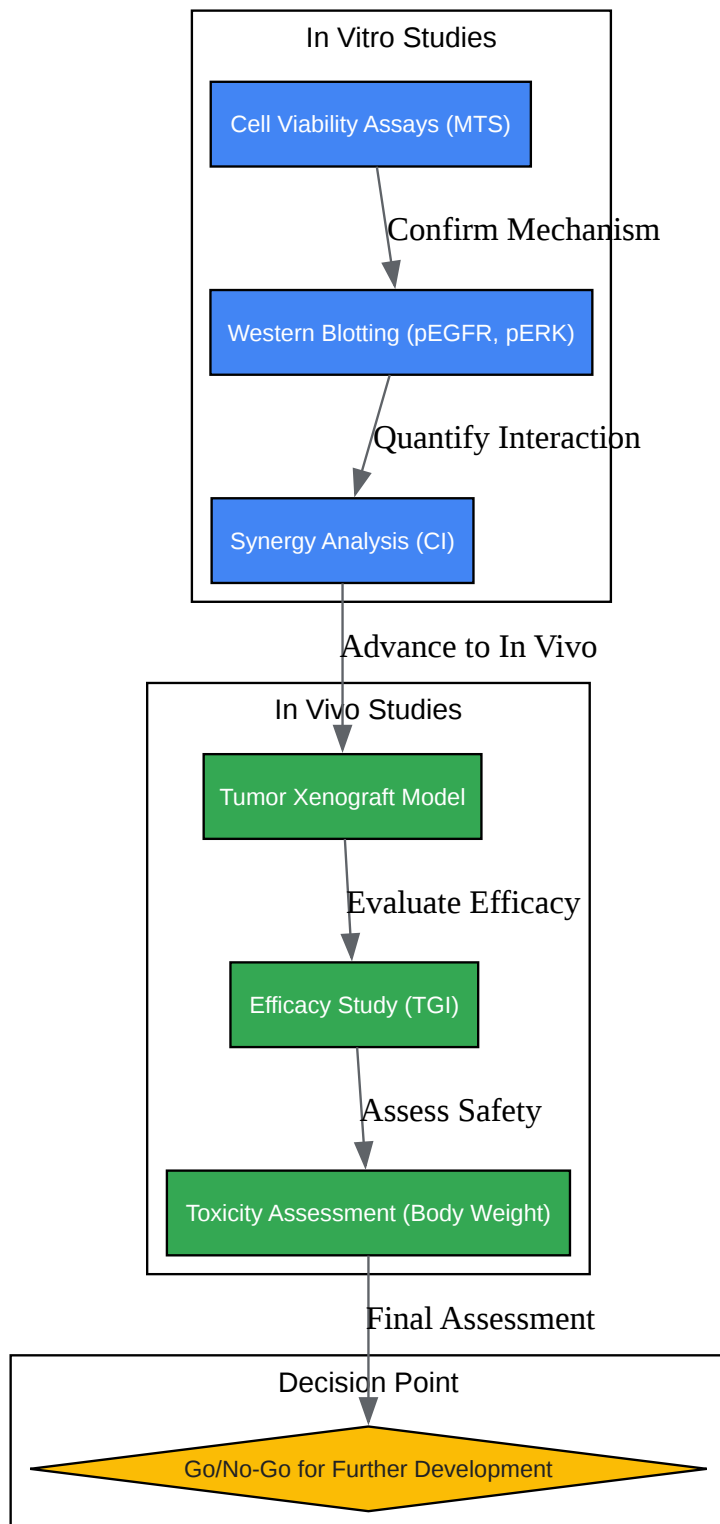 In Vitro Studies
Cell Viability Assays (MTS)
Confirm Mechanism
Western Blotting (pEGFR, pERK)
Quantify Interaction
Synergy Analysis (CI)
Advance to In Vivo
In Vivo Studies
Tumor Xenograft Model
Evaluate Efficacy
Efficacy Study (TGI)
Assess Safety
Toxicity Assessment (Body Weight)
Final Assessment
Decision Point
Go/No-Go for Further Development